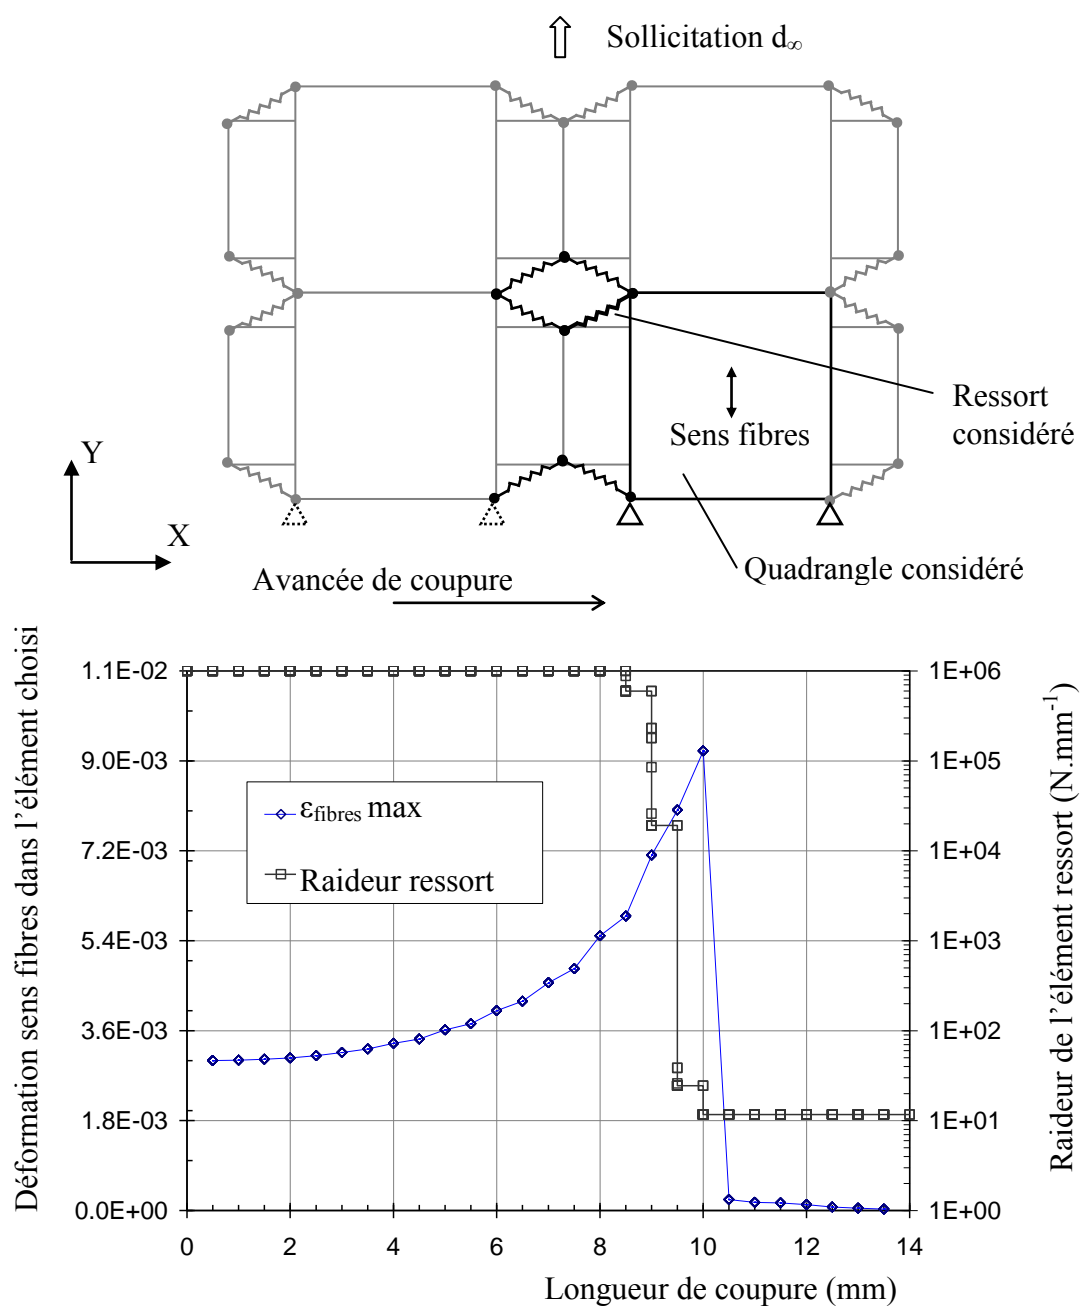 Sollicitation d∞
Ressort
considéré
Sens fibres
Y
X
Quadrangle considéré
Avancée de coupure
Déformation sens fibres dans l'élément choisi
1.1E-02
9.0E-03
7.2E-03
5.4E-03
3.6E-03
1.8E-03
0.0E+00
εfibres max
Raideur ressort
1E+06
1E+05
1E+04
1E+03
1E+02
1E+01
1E+00
Raideur de l'élément ressort (N.mm-1)
0 2 4 6 8 10 12 14
Longueur de coupure (mm)